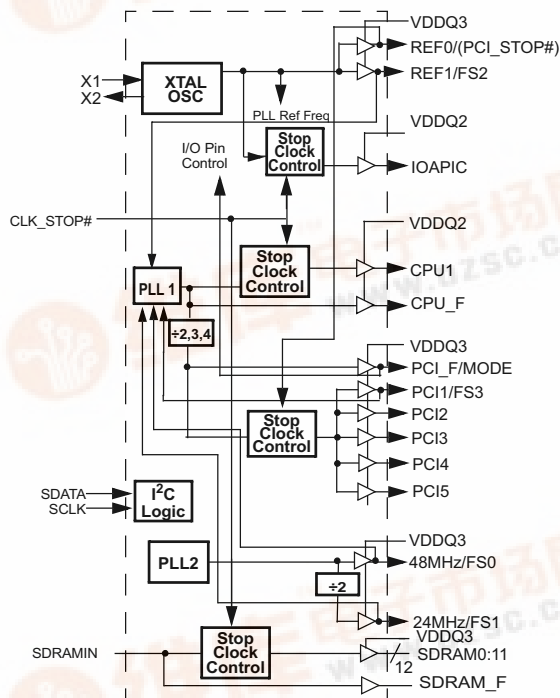 VDDQ3
REF0/(PCI_STOP#)
X1
X2
XTAL
OSC
REF1/FS2
PLL Ref Freq
VDDQ2
I/O Pin
Control
Stop
Clock
Control
IOAPIC
CLK_STOP#
VDDQ2
Stop
Clock
Control
CPU1
PLL 1
CPU_F
÷2,3,4
VDDQ3
PCI_F/MODE
PCI1/FS3
Stop
Clock
Control
PCI2
PCI3
PCI4
PCI5
SDATA
SCLK
I2C
Logic
VDDQ3
PLL2
48MHz/FS0
÷2
24MHz/FS1
VDDQ3
SDRAMIN
Stop
Clock
Control
SDRAM0:11
12
SDRAM_F